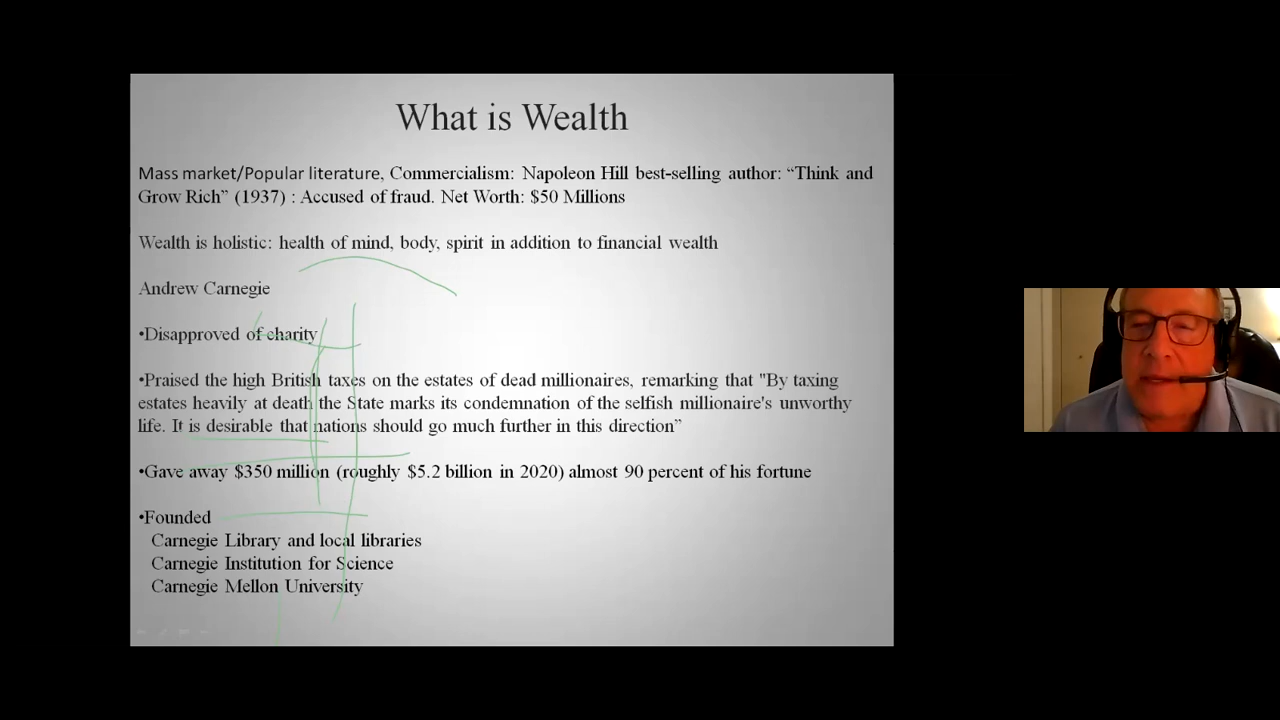 What is Wealth
Mass market/Popular literature, Commercialism: Napoleon Hill best-selling author: “Think and
Grow Rich” (1937) : Accused of fraud. Net Worth: $50 Millions
Wealth is holistic: health of mind, body, spirit in addition to financial wealth
Andrew Carnegie
•Disapproved of charity
•Praised the high British taxes on the estates of dead millionaires, remarking that "By taxing
estates heavily at death the State marks its condemnation of the selfish millionaire's unworthy
life. It is desirable that nations should go much further in this direction”
•Gave away $350 million (roughly $5.2 billion in 2020) almost 90 percent of his fortune
•Founded
Carnegie Library and local libraries
Carnegie Institution for Science
Carnegie Mellon University